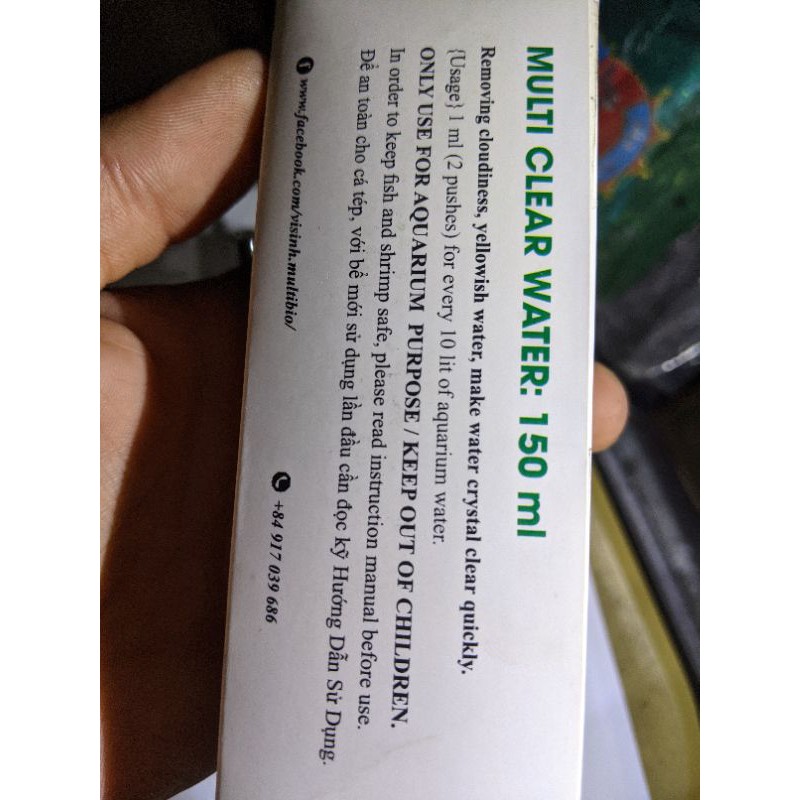 MULTI CLEAR WATER: 150 ml
Removing cloudiness, yellowish water, make water crystal clear quickly.
{Usage} 1 ml (2 pushes) for every 10 lit of aquarium water.
ONLY USE FOR AQUARIUM PURPOSE / KEEP OUT OF CHILDREN.
In order to keep fish and shrimp safe, please read instruction manual before use.
Để an toàn cho cá tép, với bể mới sử dụng lần đầu cần đọc kỹ Hướng Dẫn Sử Dụng.
www.facebook.com/visinh.multibio/ +84 917 039 686